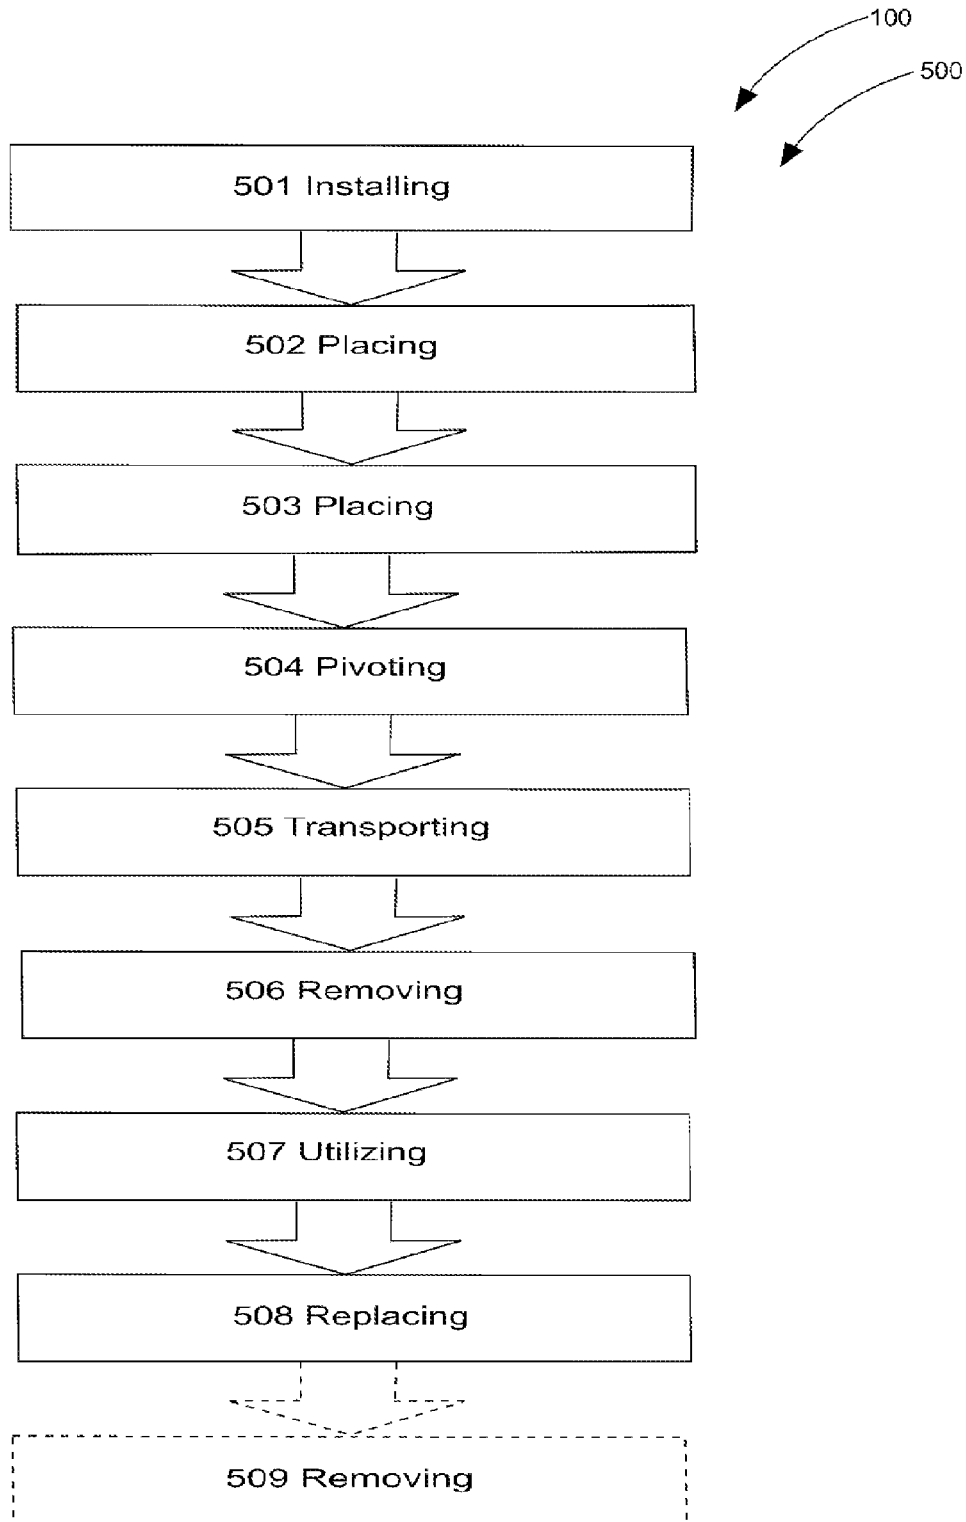 100
500
501 Installing
502 Placing
503 Placing
504 Pivoting
505 Transporting
506 Removing
507 Utilizing
508 Replacing
509 Removing